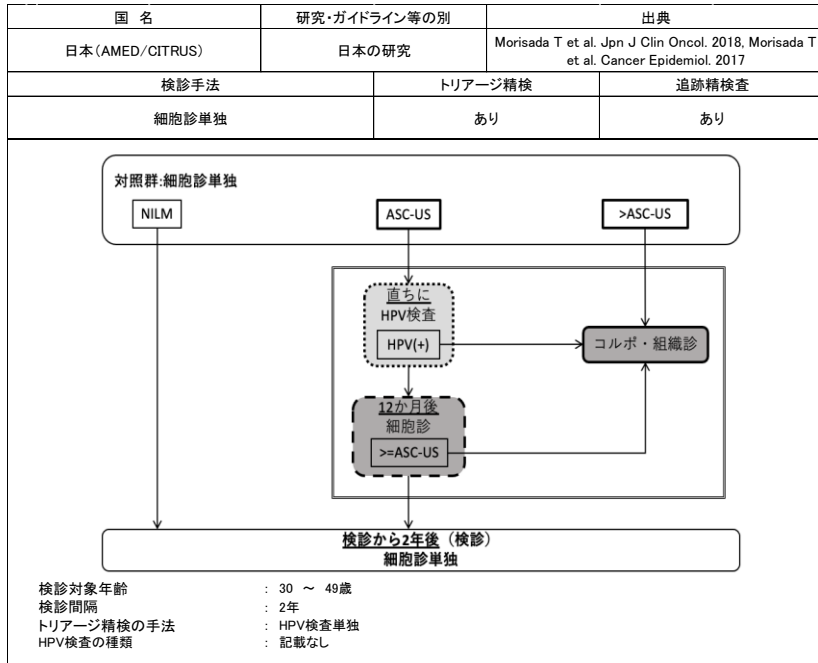 国 名 研究・ガイドライン等の別 出典
日本(AMED/CITRUS) 日本の研究 Morisada T et al. Jpn J Clin Oncol. 2018, Morisada T
et al. Cancer Epidemiol. 2017
検診手法 トリアージ精検 追跡精検査
細胞診単独 あり あり
対照群:細胞診単独
NILM ASC-US >ASC-US
直ちに
HPV検査
HPV(+) コルポ・組織診
12か月後
細胞診
>=ASC-US
検診から2年後 (検診)
細胞診単独
検診対象年齢 : 30 ～ 49歳
検診間隔 : 2年
トリアージ精検の手法 : HPV検査単独
HPV検査の種類 : 記載なし